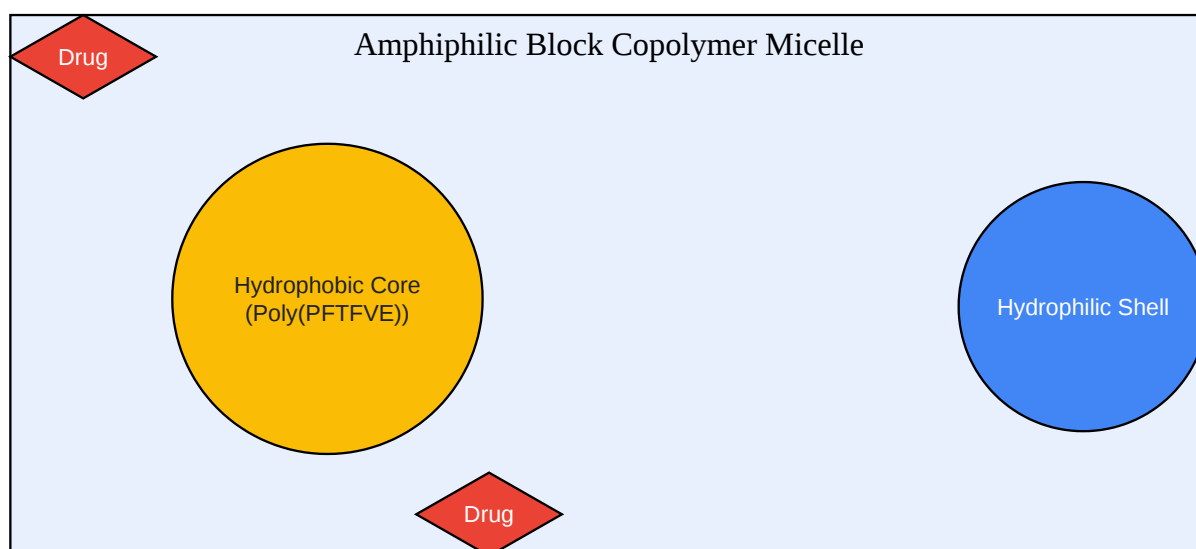 Drug
Amphiphilic Block Copolymer Micelle
Hydrophobic Core
(Poly(PFTFVE))
Hydrophilic Shell
Drug